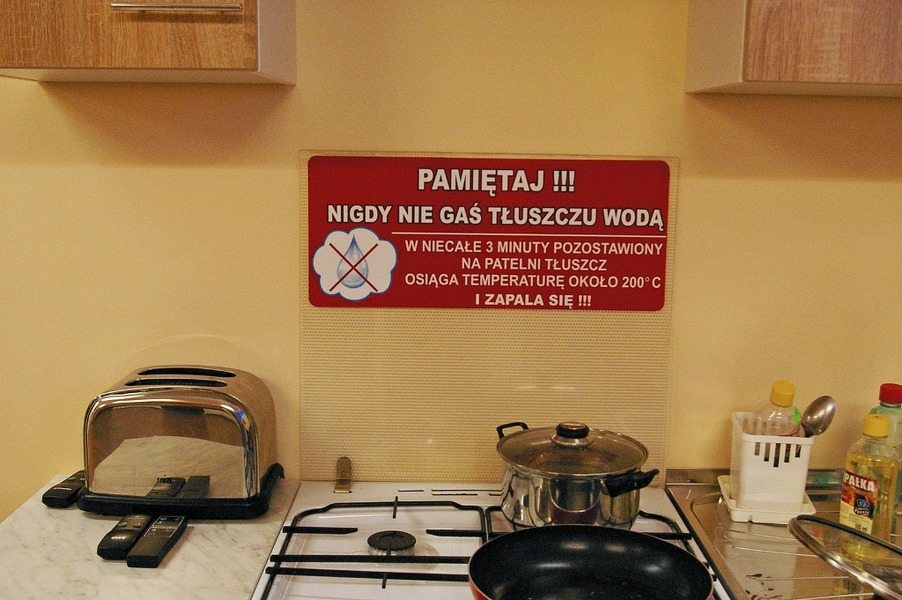 PAMIĘTAJ !!!
NIGDY NIE GAŚ TŁUSZCZU WODĄ
W NIECAŁE 3 MINUTY POZOSTAWIONY
NA PATELNI TŁUSZCZ
OSIĄGA TEMPERATURĘ OKOŁO 200°C
I ZAPALA SIĘ !!!
PAŁKA